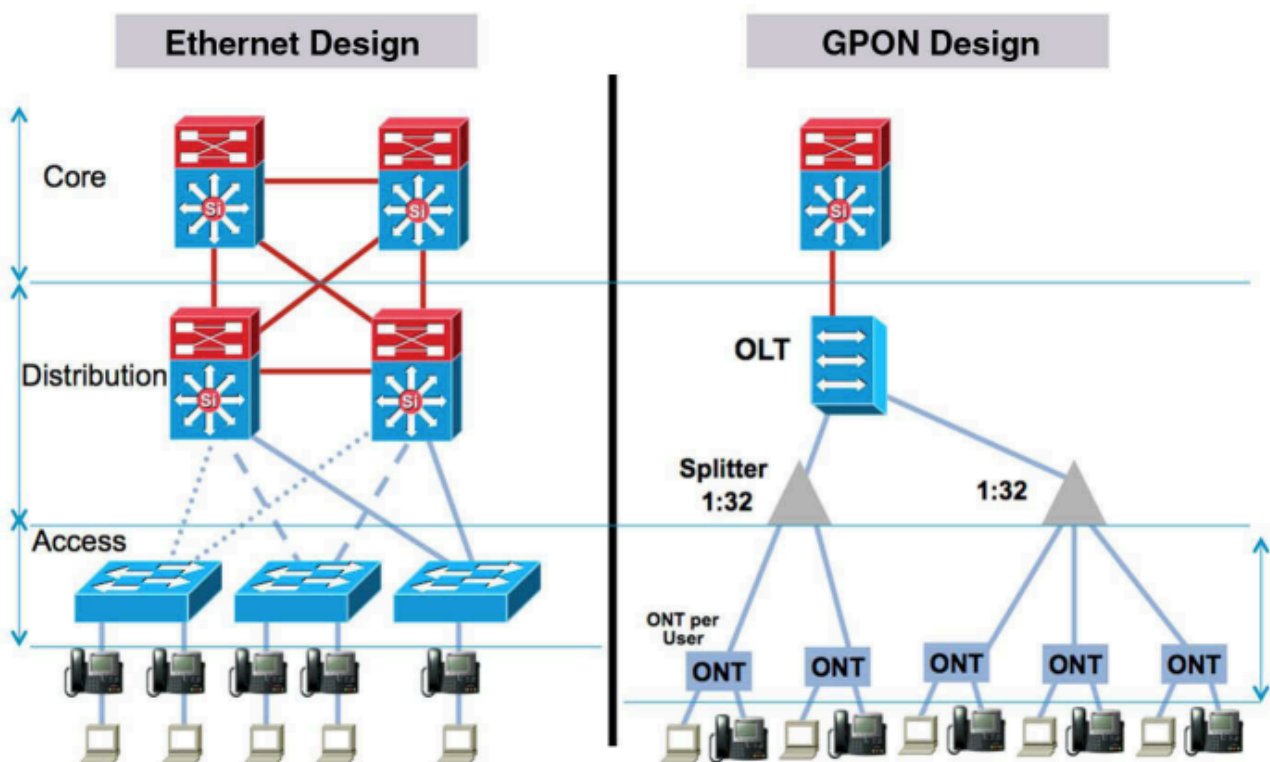 Ethernet Design
GPON Design
Core
Si
Si
Si
Distribution
Si
Si
OLT
Splitter
1:32
1:32
Access
ONT per
User
ONT
ONT
ONT
ONT
ONT